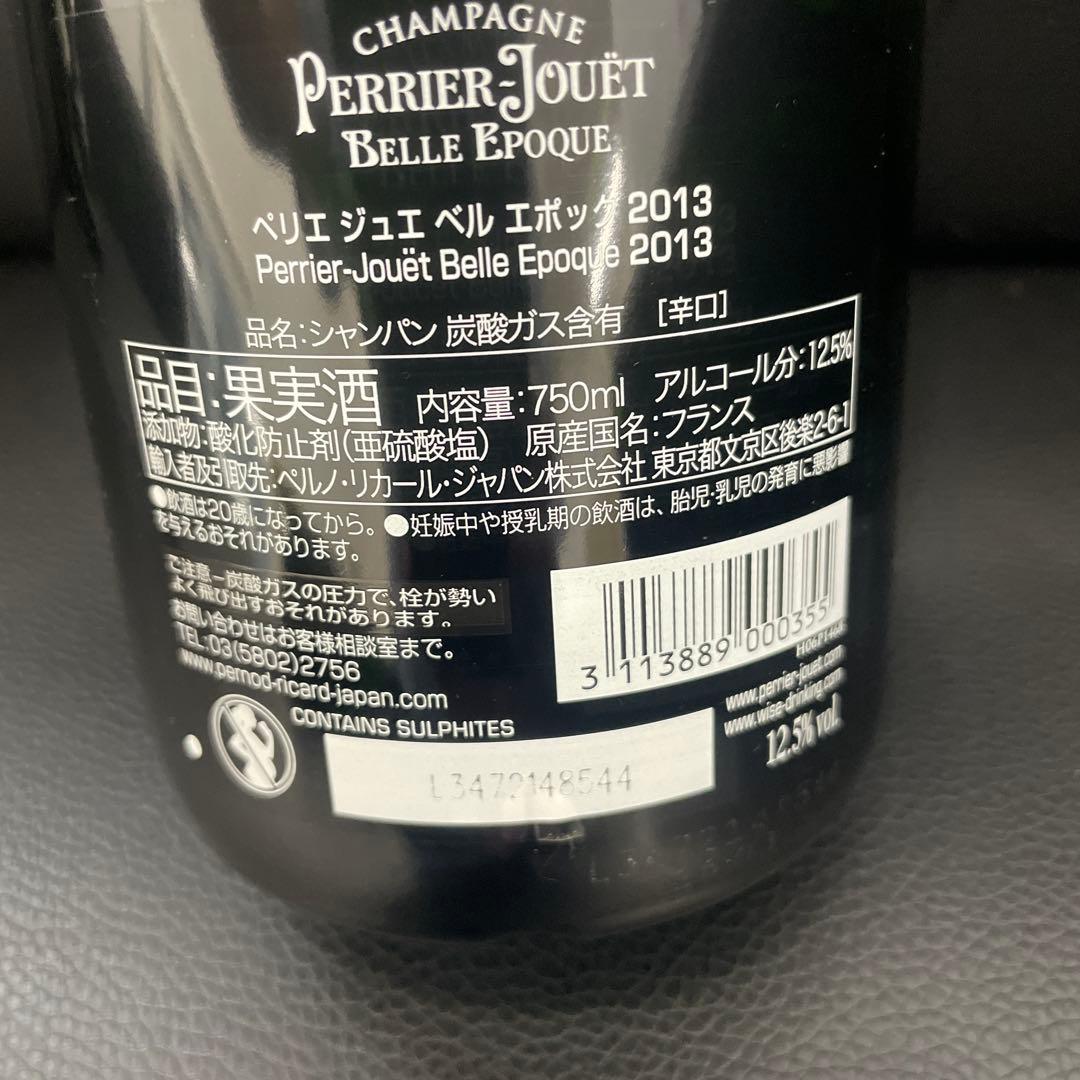 CHAMPAGNE
PERRIER-JOUËT
BELLE EPOQUE
ペリエ ジュエ ベル エポック 2013
Perrier-Jouët Belle Epoque 2013
品名:シャンパン 炭酸ガス含有 [辛口]
品目:果実酒 内容量:750ml アルコール分:12.5%
添加物:酸化防止剤(亜硫酸塩) 原産国名:フランス
輸入者及引取先:ペルノ・リカール・ジャパン株式会社 東京都文京区後楽2-6-1
●飲酒は20歳になってから。●妊娠中や授乳期の飲酒は、胎児・乳児の発育に悪影響
を与えるおそれがあります。
ご注意―炭酸ガスの圧力で、栓が勢い
よく飛び出すおそれがあります。
お問い合わせはお客様相談室まで。
TEL:03(5802)2756
www.pernod-ricard-japan.com
CONTAINS SULPHITES
3 113889 000355
www.perrier-jouet.com
www.wise-drinking.com
12.5% vol.
L3472148544